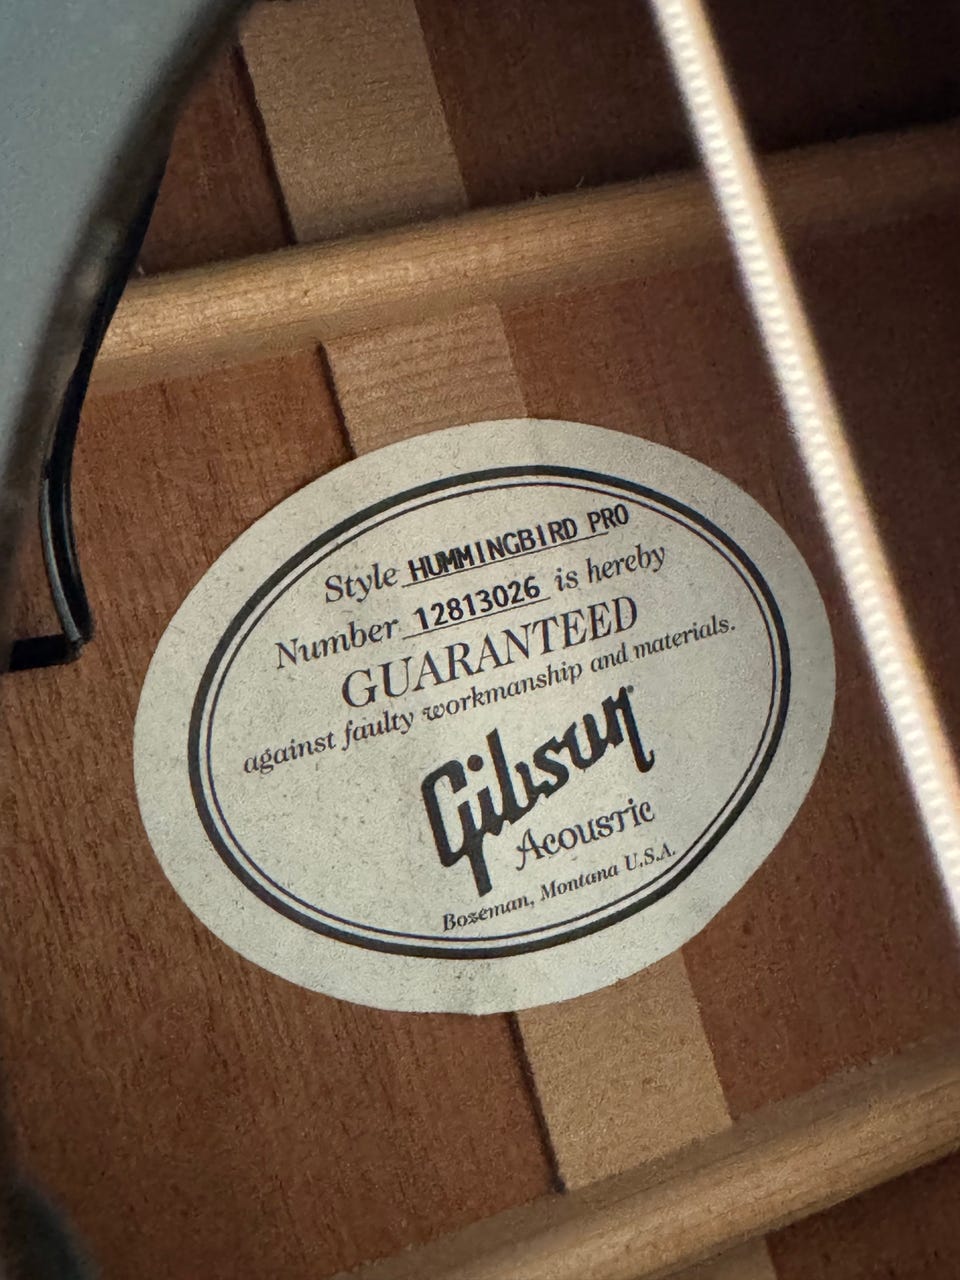 Style HUMMINGBIRD PRO
Number 12813026 is hereby
GUARANTEED
against faulty workmanship and materials.
Gibson
Acoustic
Bozeman, Montana U.S.A.